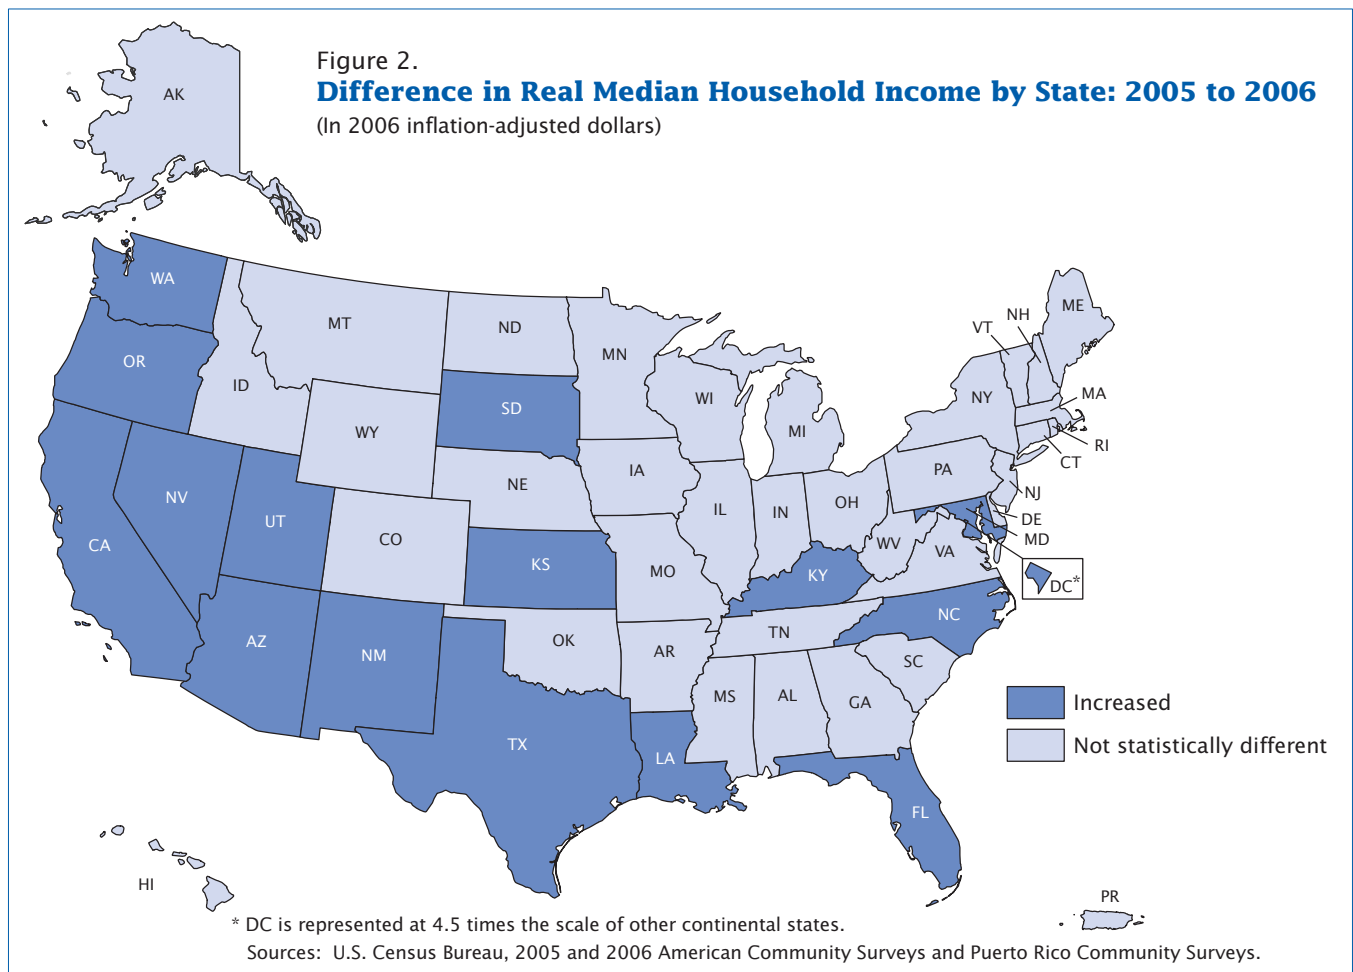 Figure 2.
Difference in Real Median Household Income by State: 2005 to 2006
(In 2006 inflation-adjusted dollars)
AK
WA
MT
ND
MN
OR
ID
SD
WI
MI
NY
VT
NH
ME
MA
RI
CT
WY
IA
PA
NJ
NE
NV
UT
CO
IL
IN
OH
DE
MD
CA
KS
MO
KY
WV
VA
DC*
AZ
NM
OK
AR
TN
NC
SC
MS
AL
GA
TX
LA
FL
Increased
Not statistically different
HI
PR
* DC is represented at 4.5 times the scale of other continental states.
Sources: U.S. Census Bureau, 2005 and 2006 American Community Surveys and Puerto Rico Community Surveys.